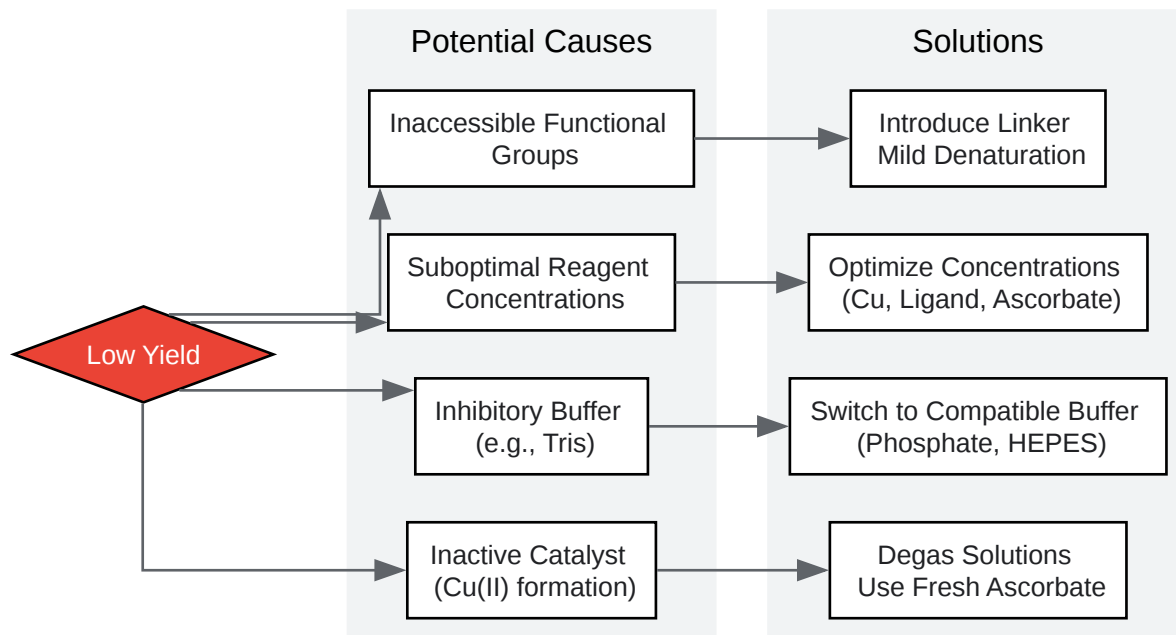 Potential Causes
Solutions
Inaccessible Functional
Groups
Introduce Linker
Mild Denaturation
Suboptimal Reagent
Concentrations
Optimize Concentrations
(Cu, Ligand, Ascorbate)
Low Yield
Inhibitory Buffer
(e.g., Tris)
Switch to Compatible Buffer
(Phosphate, HEPES)
Inactive Catalyst
(Cu(II) formation)
Degas Solutions
Use Fresh Ascorbate